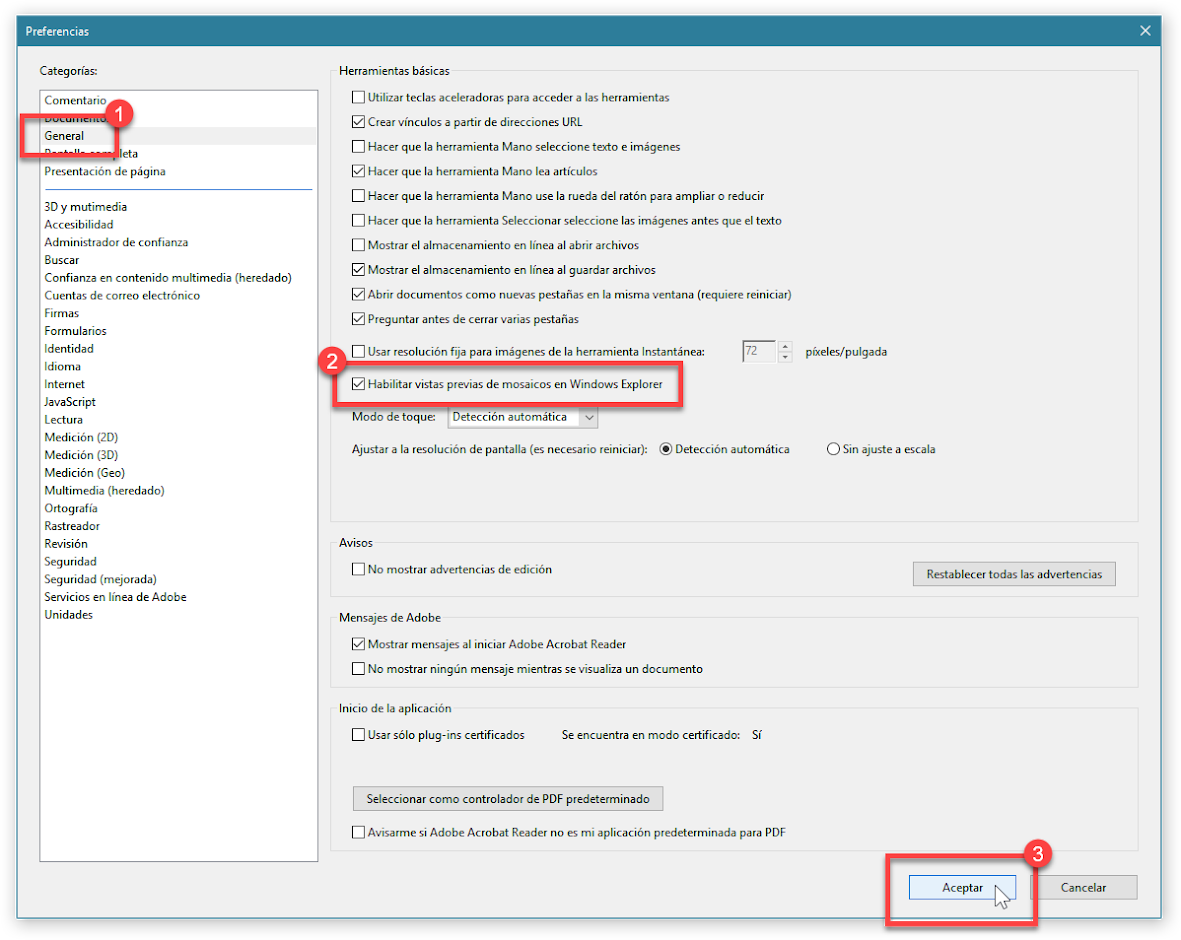 Preferencias
Categorías:
Comentario
Documentos
General
Pantalla completa
Presentación de página
3D y mutimedia
Accesibilidad
Administrador de confianza
Buscar
Confianza en contenido multimedia (heredado)
Cuentas de correo electrónico
Firmas
Formularios
Identidad
Idioma
Internet
JavaScript
Lectura
Medición (2D)
Medición (3D)
Medición (Geo)
Multimedia (heredado)
Ortografía
Rastreador
Revisión
Seguridad
Seguridad (mejorada)
Servicios en línea de Adobe
Unidades
1
Herramientas básicas
Utilizar teclas aceleradoras para acceder a las herramientas
Crear vínculos a partir de direcciones URL
Hacer que la herramienta Mano seleccione texto e imágenes
Hacer que la herramienta Mano lea artículos
Hacer que la herramienta Mano use la rueda del ratón para ampliar o reducir
Hacer que la herramienta Seleccionar seleccione las imágenes antes que el texto
Mostrar el almacenamiento en línea al abrir archivos
Mostrar el almacenamiento en línea al guardar archivos
Abrir documentos como nuevas pestañas en la misma ventana (requiere reiniciar)
Preguntar antes de cerrar varias pestañas
Usar resolución fija para imágenes de la herramienta Instantánea: 72 píxeles/pulgada
2
Habilitar vistas previas de mosaicos en Windows Explorer
Modo de toque: Detección automática
Ajustar a la resolución de pantalla (es necesario reiniciar): Detección automática Sin ajuste a escala
Avisos
No mostrar advertencias de edición Restablecer todas las advertencias
Mensajes de Adobe
Mostrar mensajes al iniciar Adobe Acrobat Reader
No mostrar ningún mensaje mientras se visualiza un documento
Inicio de la aplicación
Usar sólo plug-ins certificados Se encuentra en modo certificado: Sí
Seleccionar como controlador de PDF predeterminado
Avisarme si Adobe Acrobat Reader no es mi aplicación predeterminada para PDF
3
Aceptar Cancelar